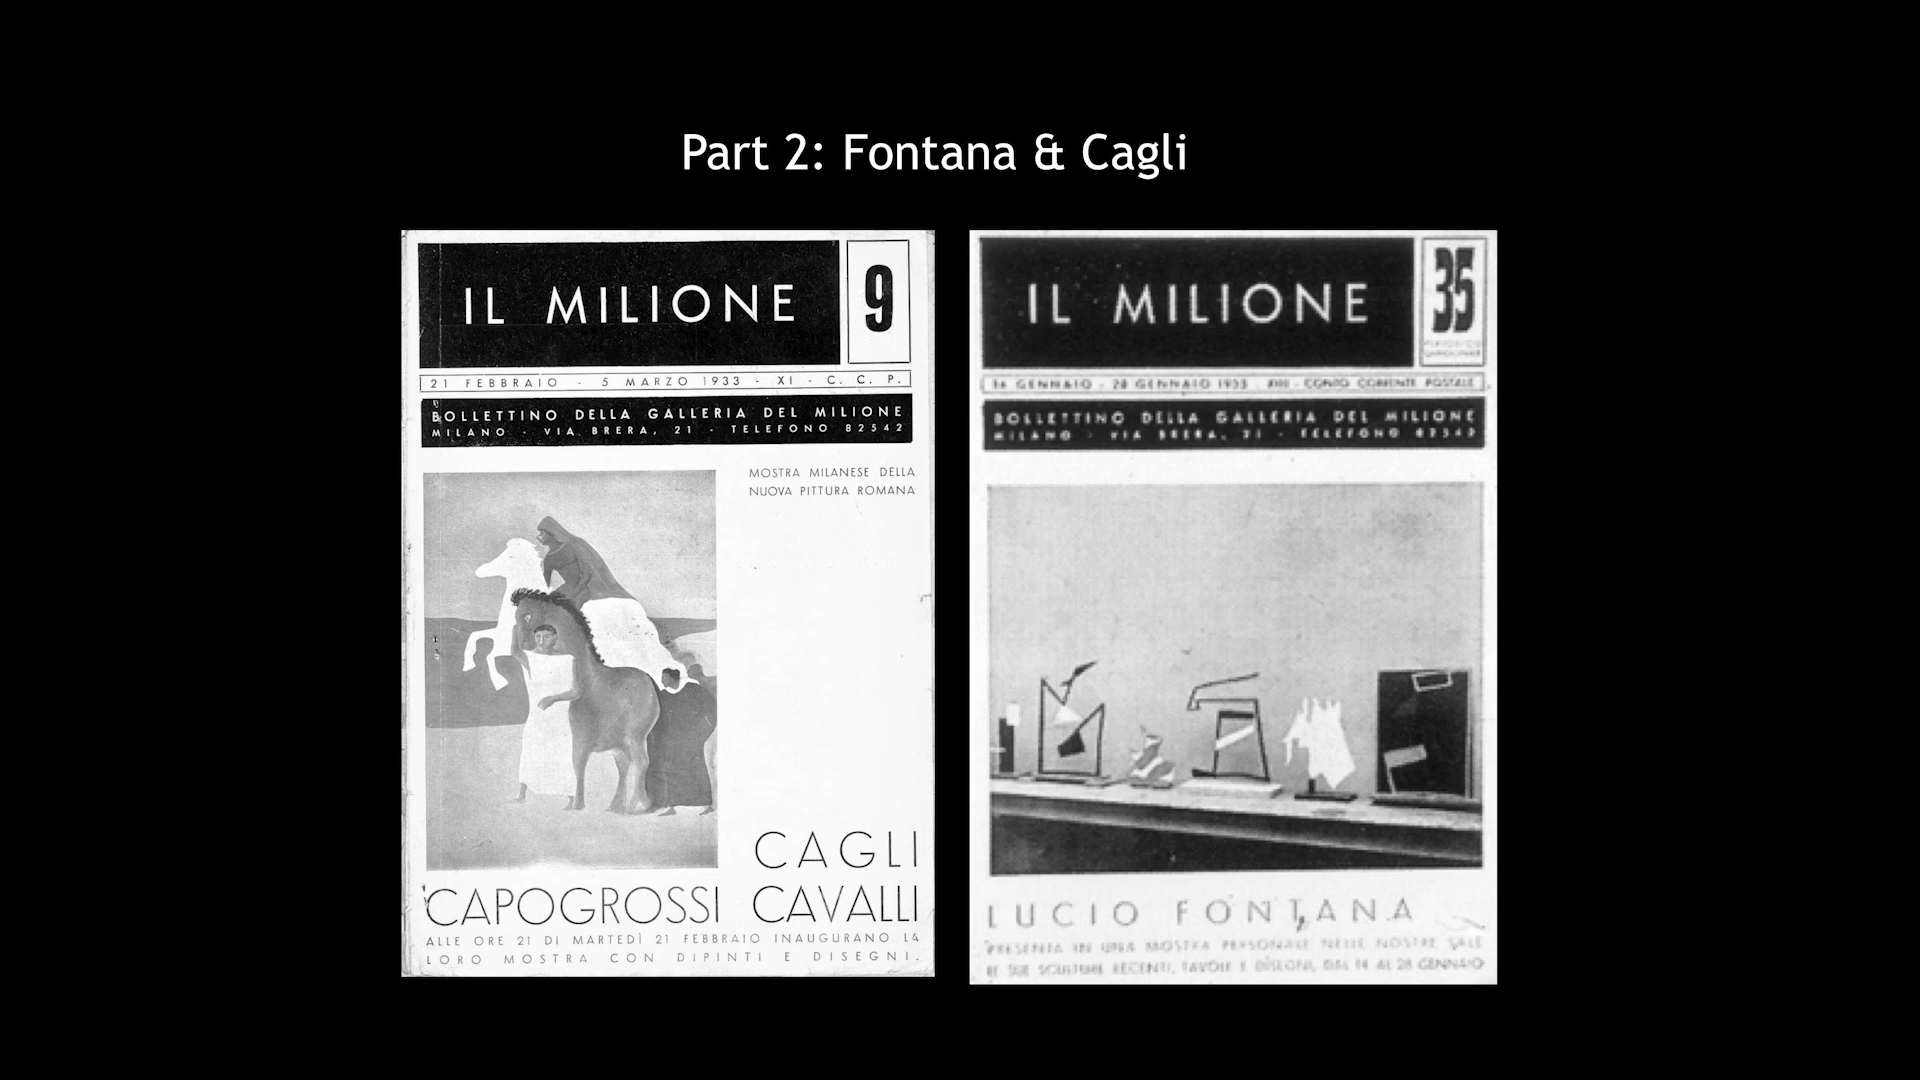 Part 2: Fontana & Cagli
IL MILIONE
9
21 FEBBRAIO - 5 MARZO 1933 - XI - C. C. P.
BOLLETTINO DELLA GALLERIA DEL MILIONE
MILANO - VIA BRERA, 21 - TELEFONO 82542
MOSTRA MILANESE DELLA
NUOVA PITTURA ROMANA
CAGLI
CAPOGROSSI CAVALLI
ALLE ORE 21 DI MARTEDÌ 21 FEBBRAIO INAUGURANO LA
LORO MOSTRA CON DIPINTI E DISEGNI.
IL MILIONE
35
14 GENNAIO - 28 GENNAIO 1935 XIII - CONTO CORRENTE POSTALE
BOLLETTINO DELLA GALLERIA DEL MILIONE
MILANO - VIA BRERA, 21 - TELEFONO 82542
LUCIO FONTANA
PRESENTA IN UNA MOSTRA PERSONALE NELLE NOSTRE SALE
SUE SCULTURE RECENTI, TAVOLE E DISEGNI, DAL 14 AL 28 GENNAIO